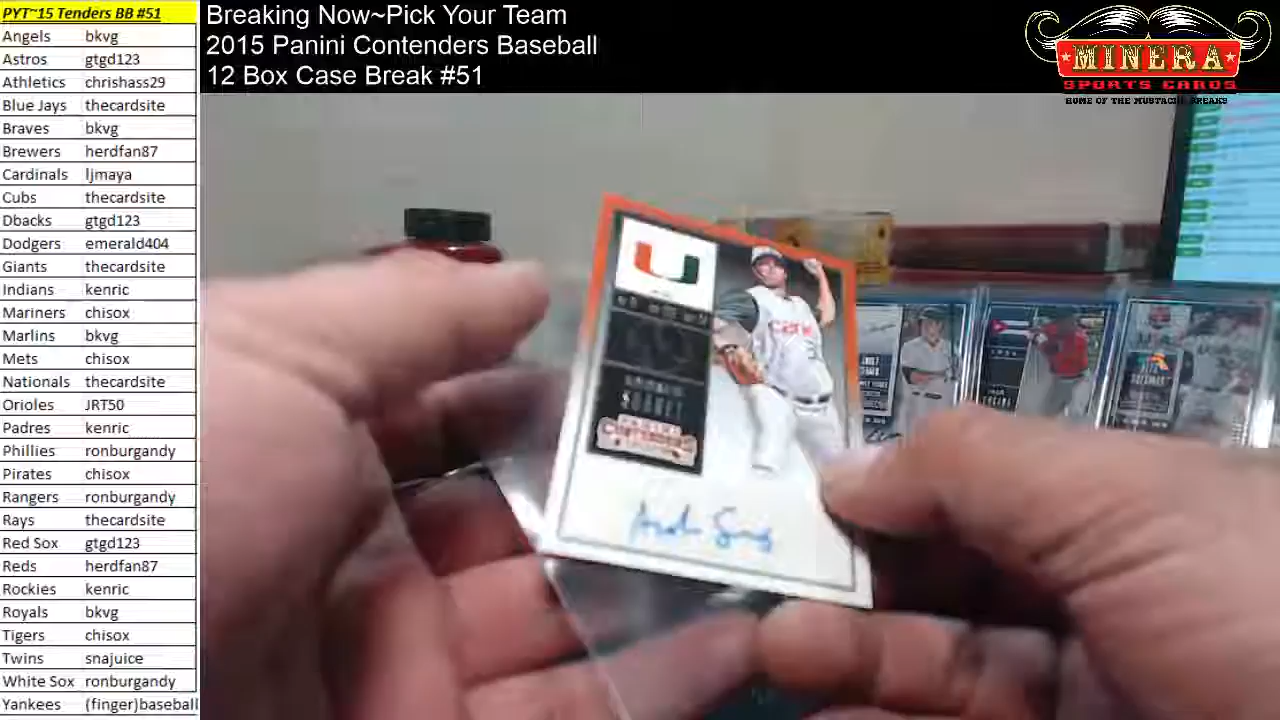 PYT~15 Tenders BB #51
Angels bkvg
Astros gtgd123
Athletics chrishass29
Blue Jays thecardsite
Braves bkvg
Brewers herdfan87
Cardinals ljmaya
Cubs thecardsite
Dbacks gtgd123
Dodgers emerald404
Giants thecardsite
Indians kenric
Mariners chisox
Marlins bkvg
Mets chisox
Nationals thecardsite
Orioles JRT50
Padres kenric
Phillies ronburgandy
Pirates chisox
Rangers ronburgandy
Rays thecardsite
Red Sox gtgd123
Reds herdfan87
Rockies kenric
Royals bkvg
Tigers chisox
Twins snajuice
White Sox ronburgandy
Yankees (finger)baseball
Breaking Now~Pick Your Team
2015 Panini Contenders Baseball
12 Box Case Break #51
MINERA
SPORTS CARDS
HOME OF THE MUSTACHE BREAKS
U
PANINI
Contenders